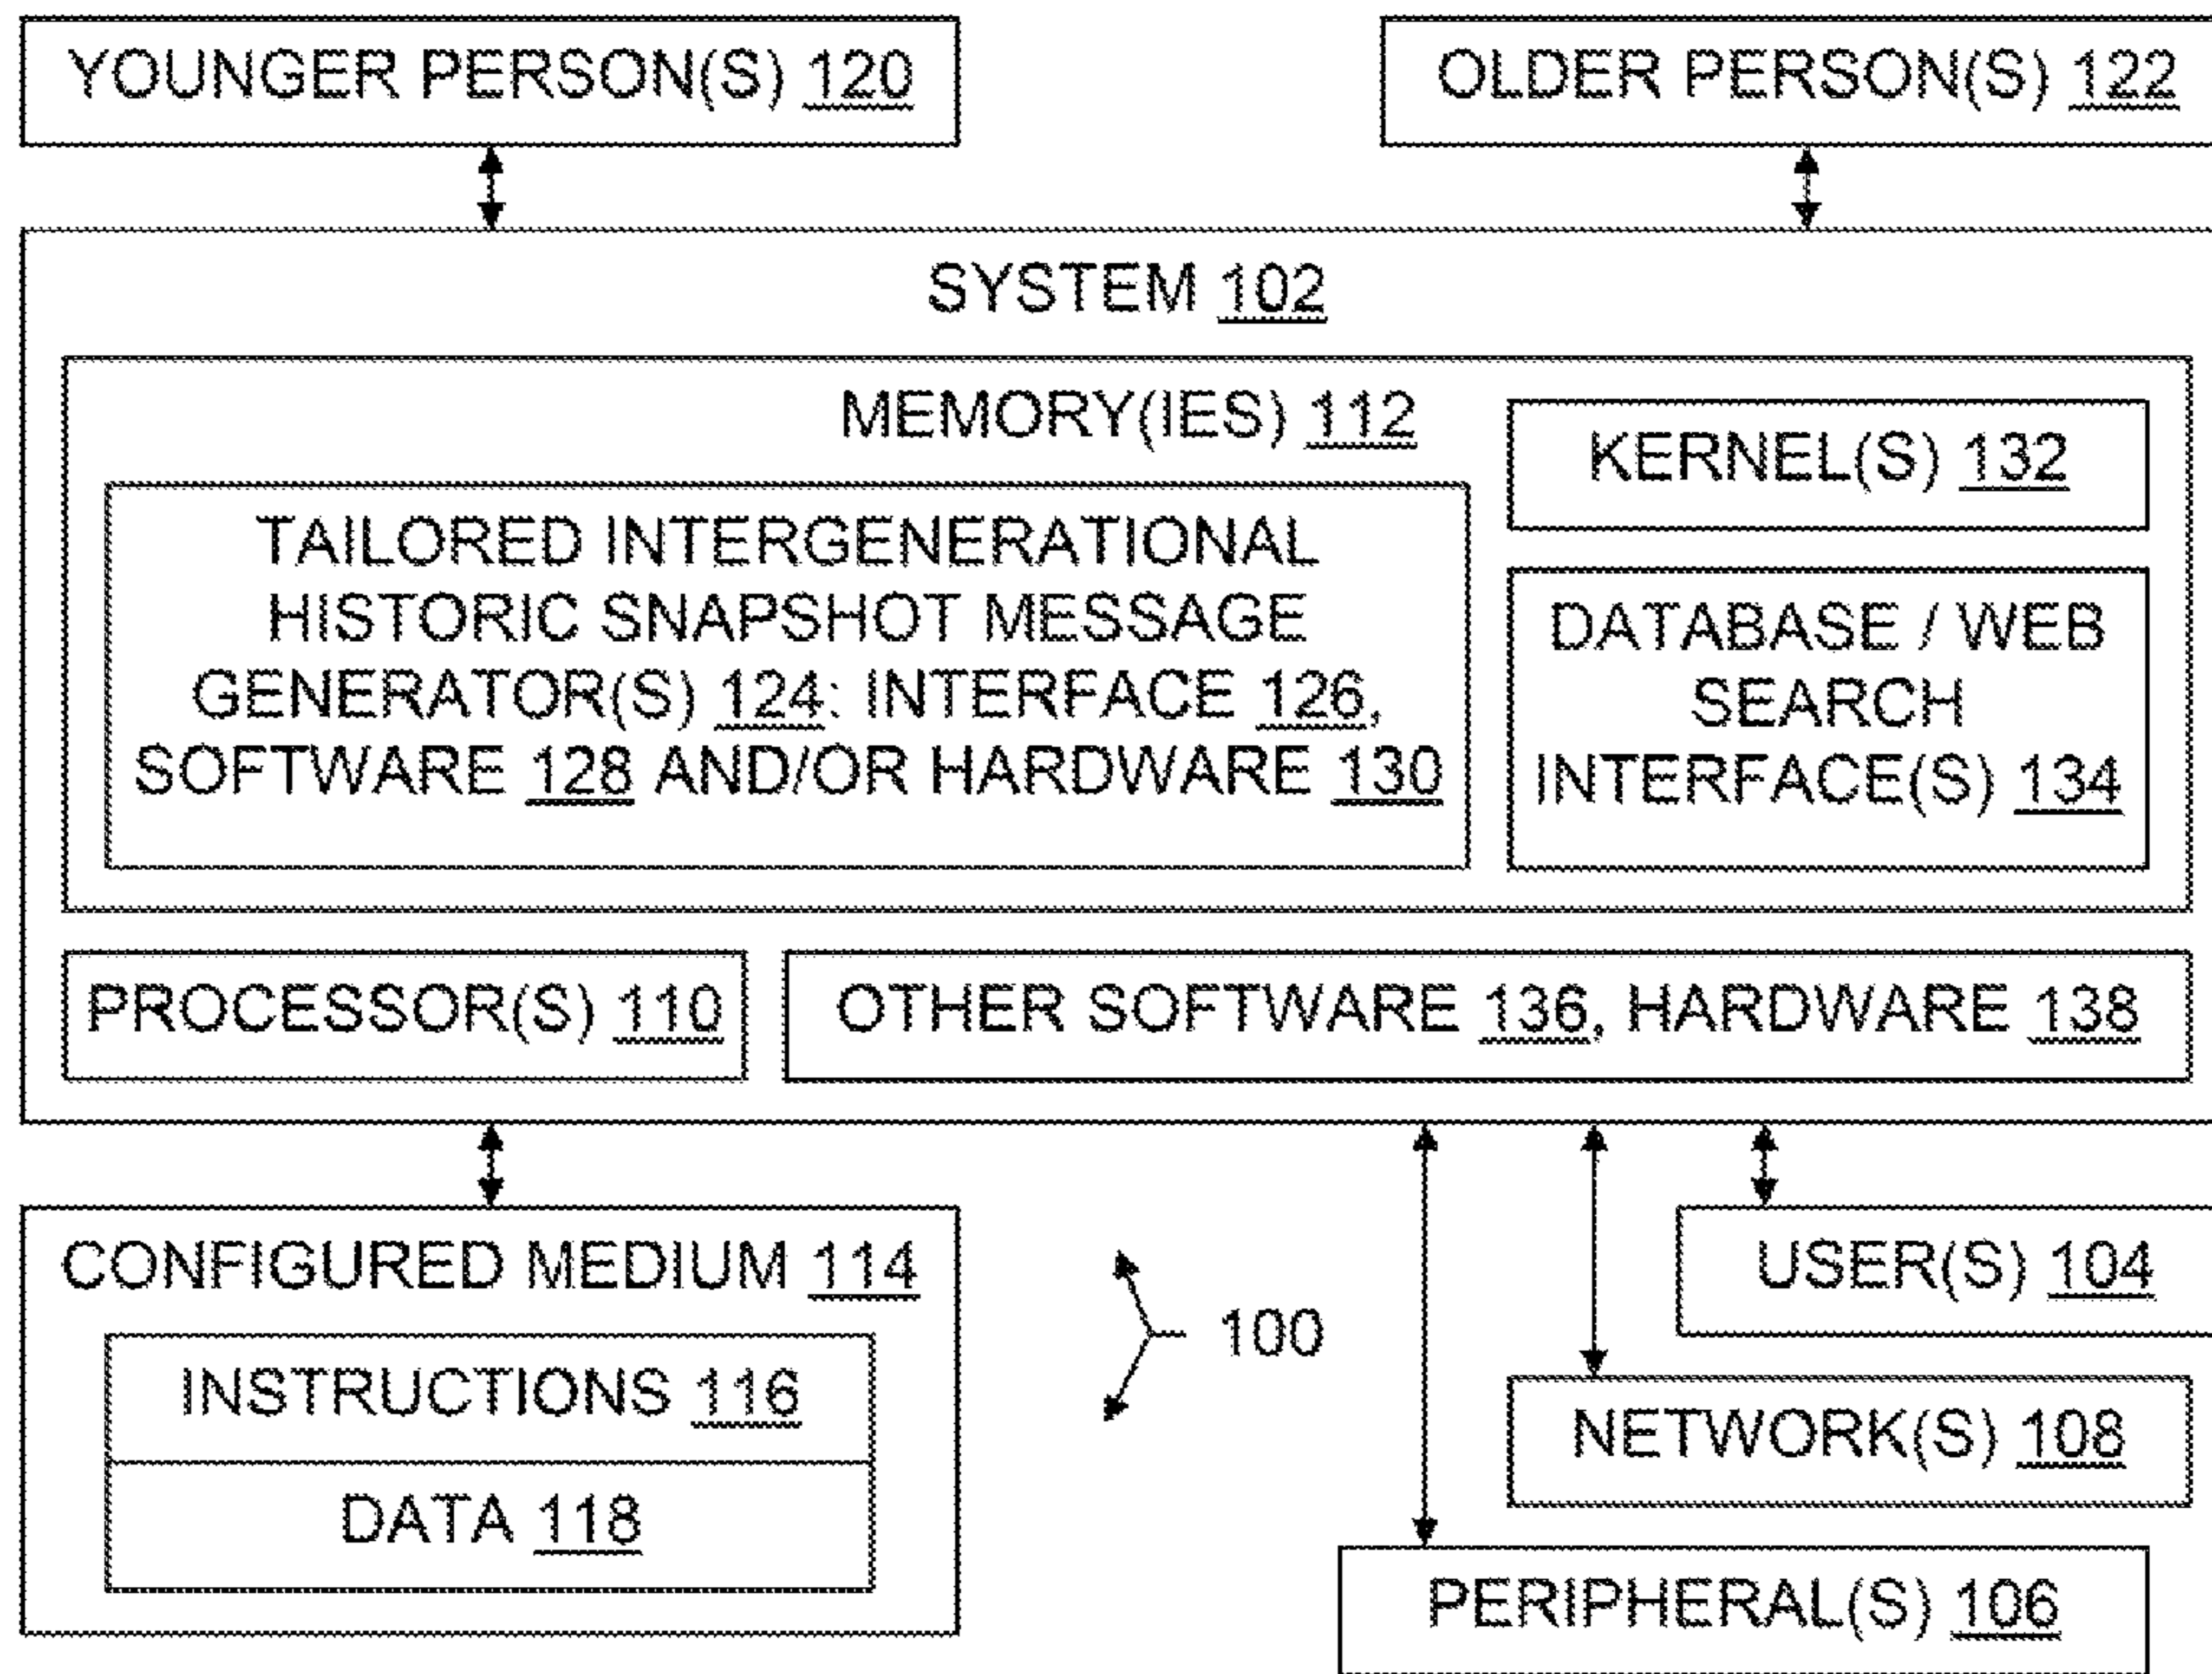 YOUNGER PERSON(S) 120
OLDER PERSON(S) 122
SYSTEM 102
MEMORY(IES) 112
KERNEL(S) 132
TAILORED INTERGENERATIONAL
HISTORIC SNAPSHOT MESSAGE
GENERATOR(S) 124: INTERFACE 126,
SOFTWARE 128 AND/OR HARDWARE 130
DATABASE / WEB
SEARCH
INTERFACE(S) 134
PROCESSOR(S) 110
OTHER SOFTWARE 136, HARDWARE 138
CONFIGURED MEDIUM 114
INSTRUCTIONS 116
DATA 118
100
USER(S) 104
NETWORK(S) 108
PERIPHERAL(S) 106